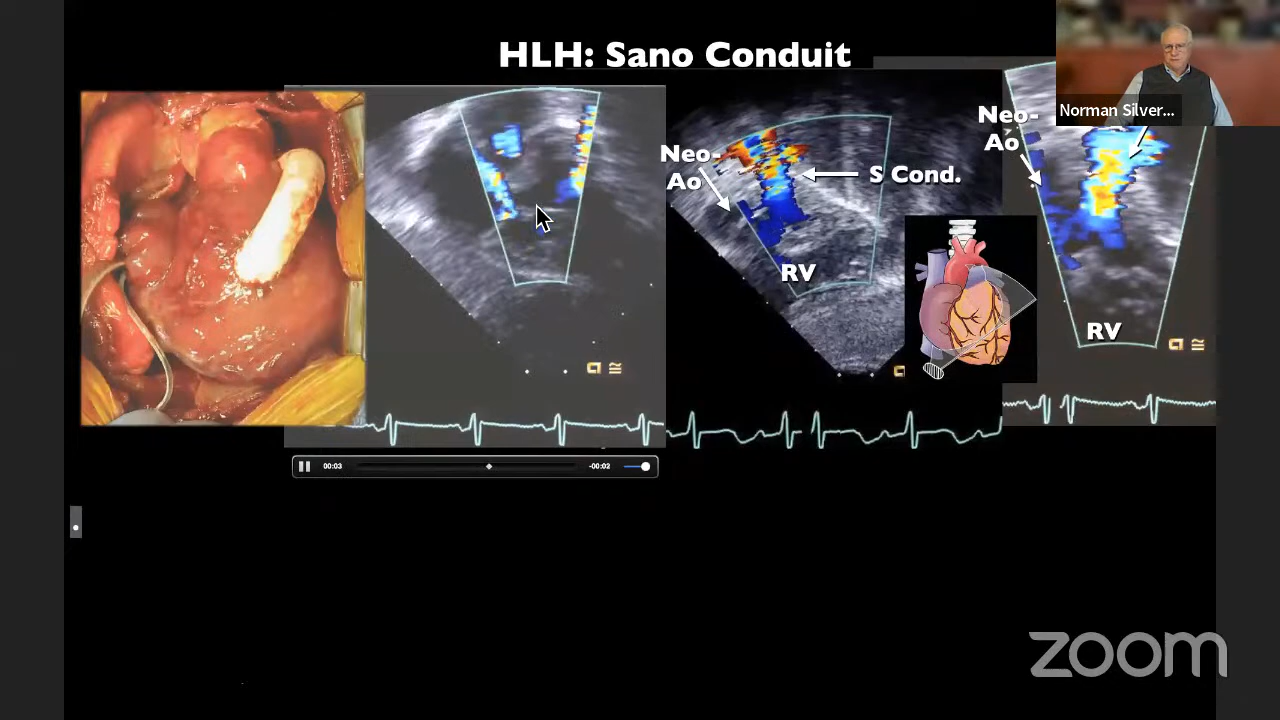 HLH: Sano Conduit
Norman Silver...
Neo-
Ao
S Cond.
RV
Neo-
Ao
RV
00:03
-00:02
zoom